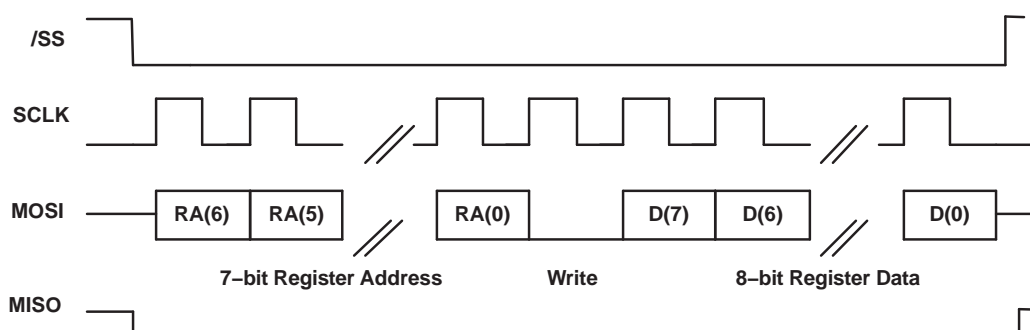 /SS
SCLK
MOSI RA(6) RA(5) RA(0) D(7) D(6) D(0)
7–bit Register Address Write 8–bit Register Data
MISO